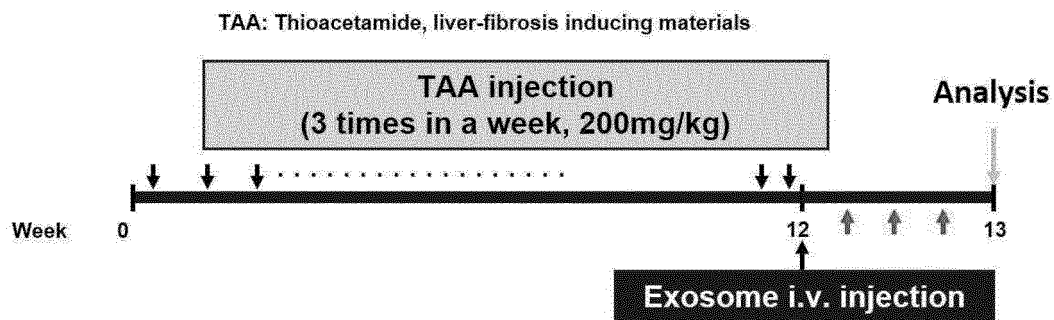 TAA: Thioacetamide, liver-fibrosis inducing materials
TAA injection
(3 times in a week, 200mg/kg)
Analysis
Week 0 12 13
Exosome i.v. injection